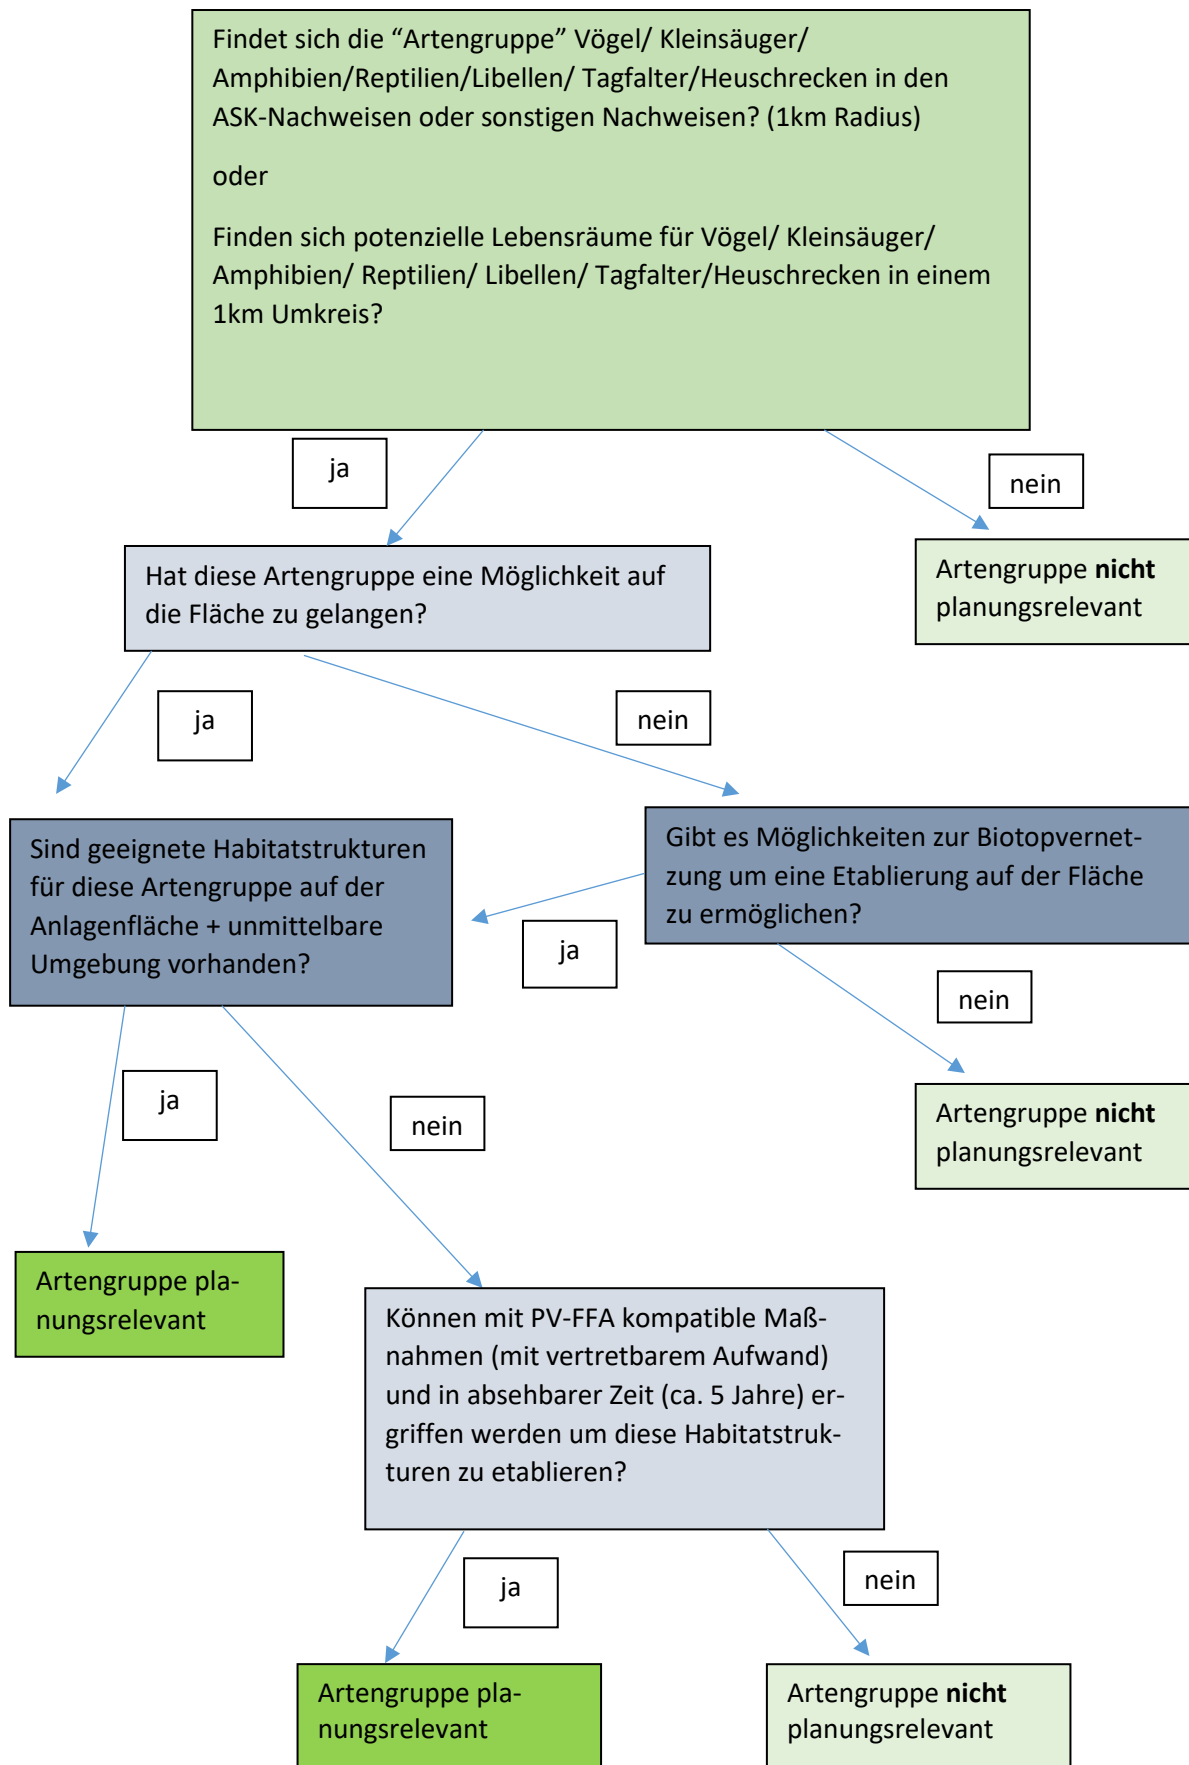 Findet sich die “Artengruppe” Vögel/ Kleinsäuger/
Amphibien/Reptilien/Libellen/ Tagfalter/Heuschrecken in den
ASK-Nachweisen oder sonstigen Nachweisen? (1km Radius)
oder
Finden sich potenzielle Lebensräume für Vögel/ Kleinsäuger/
Amphibien/ Reptilien/ Libellen/ Tagfalter/Heuschrecken in einem
1km Umkreis?
ja
nein
Hat diese Artengruppe eine Möglichkeit auf
die Fläche zu gelangen?
Artengruppe nicht
planungsrelevant
ja
nein
Sind geeignete Habitatstrukturen
für diese Artengruppe auf der
Anlagenfläche + unmittelbare
Umgebung vorhanden?
Gibt es Möglichkeiten zur Biotopvernet-
zung um eine Etablierung auf der Fläche
zu ermöglichen?
ja
nein
ja
nein
Artengruppe nicht
planungsrelevant
Artengruppe pla-
nungsrelevant
Können mit PV-FFA kompatible Maß-
nahmen (mit vertretbarem Aufwand)
und in absehbarer Zeit (ca. 5 Jahre) er-
griffen werden um diese Habitatstruk-
turen zu etablieren?
ja
nein
Artengruppe pla-
nungsrelevant
Artengruppe nicht
planungsrelevant